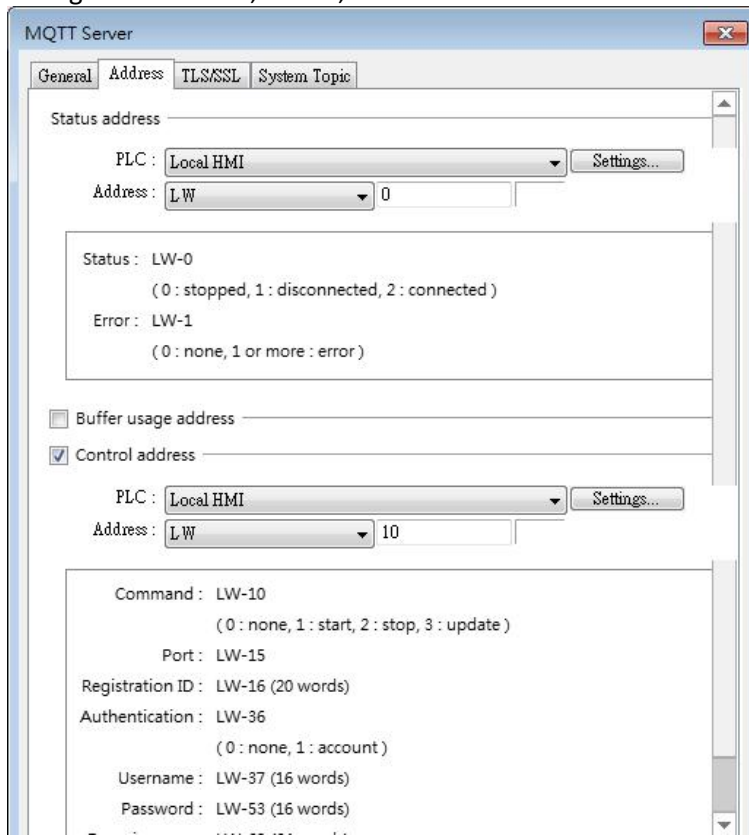 MQTT Server
General Address TLS/SSL System Topic
Status address
PLC : Local HMI Settings...
Address : LW 0
Status : LW-0
( 0 : stopped, 1 : disconnected, 2 : connected )
Error : LW-1
( 0 : none, 1 or more : error )
Buffer usage address
Control address
PLC : Local HMI Settings...
Address : LW 10
Command : LW-10
( 0 : none, 1 : start, 2 : stop, 3 : update )
Port : LW-15
Registration ID : LW-16 (20 words)
Authentication : LW-36
( 0 : none, 1 : account )
Username : LW-37 (16 words)
Password : LW-53 (16 words)